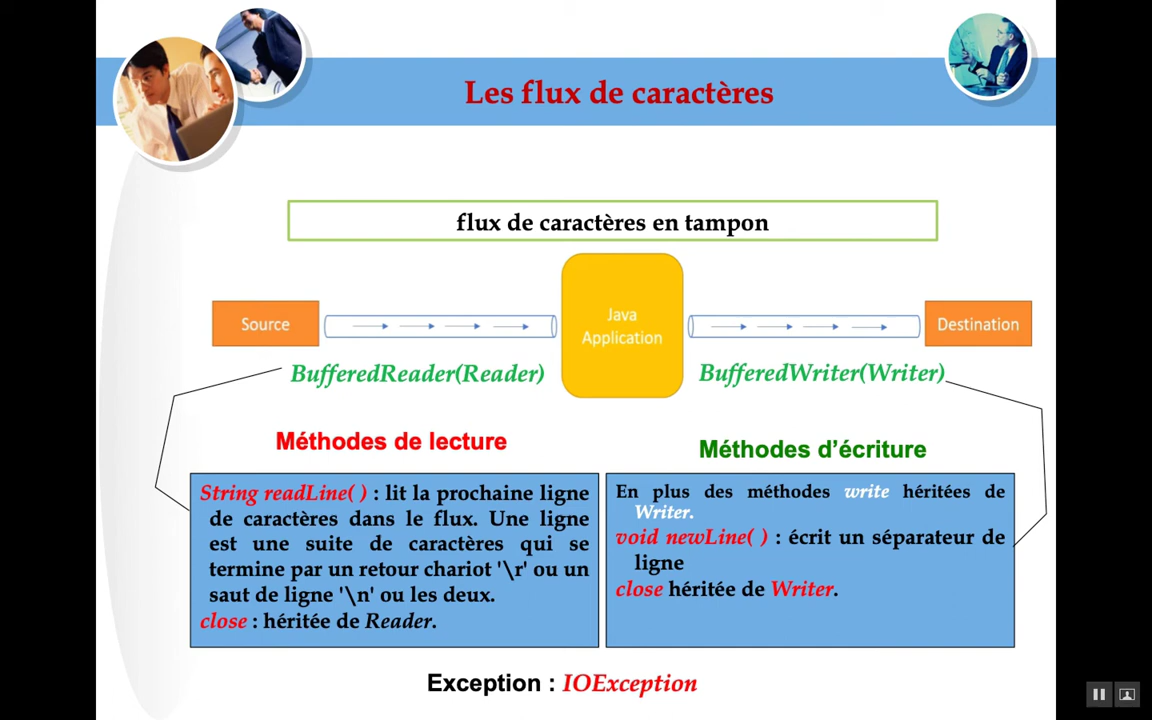 Les flux de caractères
flux de caractères en tampon
Source
Java
Application
Destination
BufferedReader(Reader)
BufferedWriter(Writer)
Méthodes de lecture
Méthodes d’écriture
String readLine( ) : lit la prochaine ligne
de caractères dans le flux. Une ligne
est une suite de caractères qui se
termine par un retour chariot '\r' ou un
saut de ligne '\n' ou les deux.
close : héritée de Reader.
En plus des méthodes write héritées de
Writer.
void newLine( ) : écrit un séparateur de
ligne
close héritée de Writer.
Exception : IOException